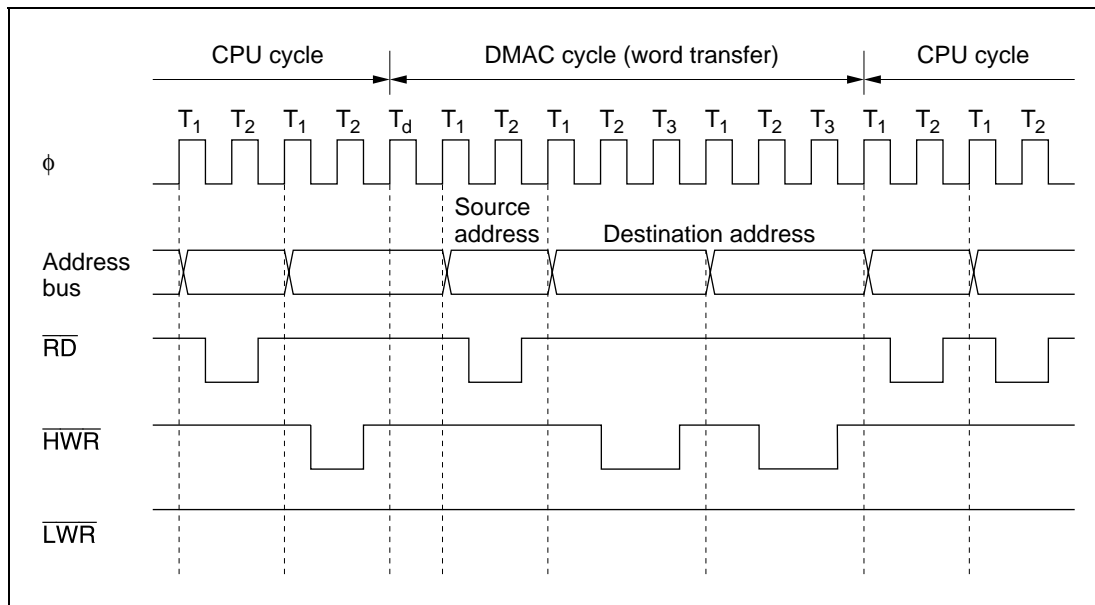 CPU cycle DMAC cycle (word transfer) CPU cycle
T1 T2 T1 T2 Td T1 T2 T1 T2 T3 T1 T2 T3 T1 T2 T1 T2
φ
Source
address Destination address
Address
bus
RD
HWR
LWR